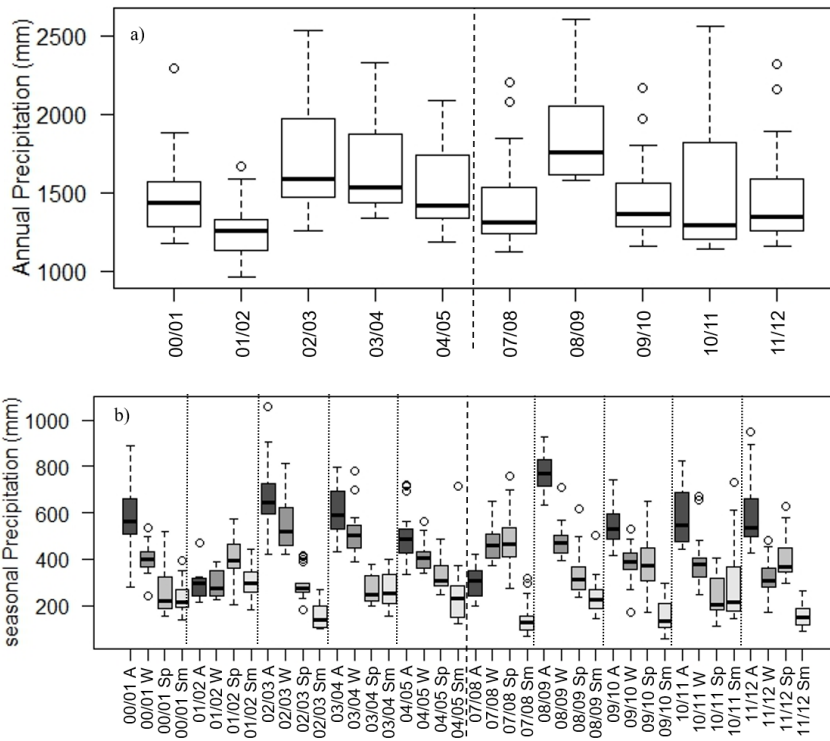 a)
Annual Precipitation (mm)
2500
2000
1500
1000
00/01
01/02
02/03
03/04
04/05
07/08
08/09
09/10
10/11
11/12
b)
seasonal Precipitation (mm)
1000
800
600
400
200
00/01 A
00/01 W
00/01 Sp
00/01 Sm
01/02 A
01/02 W
01/02 Sp
01/02 Sm
02/03 A
02/03 W
02/03 Sp
02/03 Sm
03/04 A
03/04 W
03/04 Sp
03/04 Sm
04/05 A
04/05 W
04/05 Sp
04/05 Sm
07/08 A
07/08 W
07/08 Sp
07/08 Sm
08/09 A
08/09 W
08/09 Sp
08/09 Sm
09/10 A
09/10 W
09/10 Sp
09/10 Sm
10/11 A
10/11 W
10/11 Sp
10/11 Sm
11/12 A
11/12 W
11/12 Sp
11/12 Sm